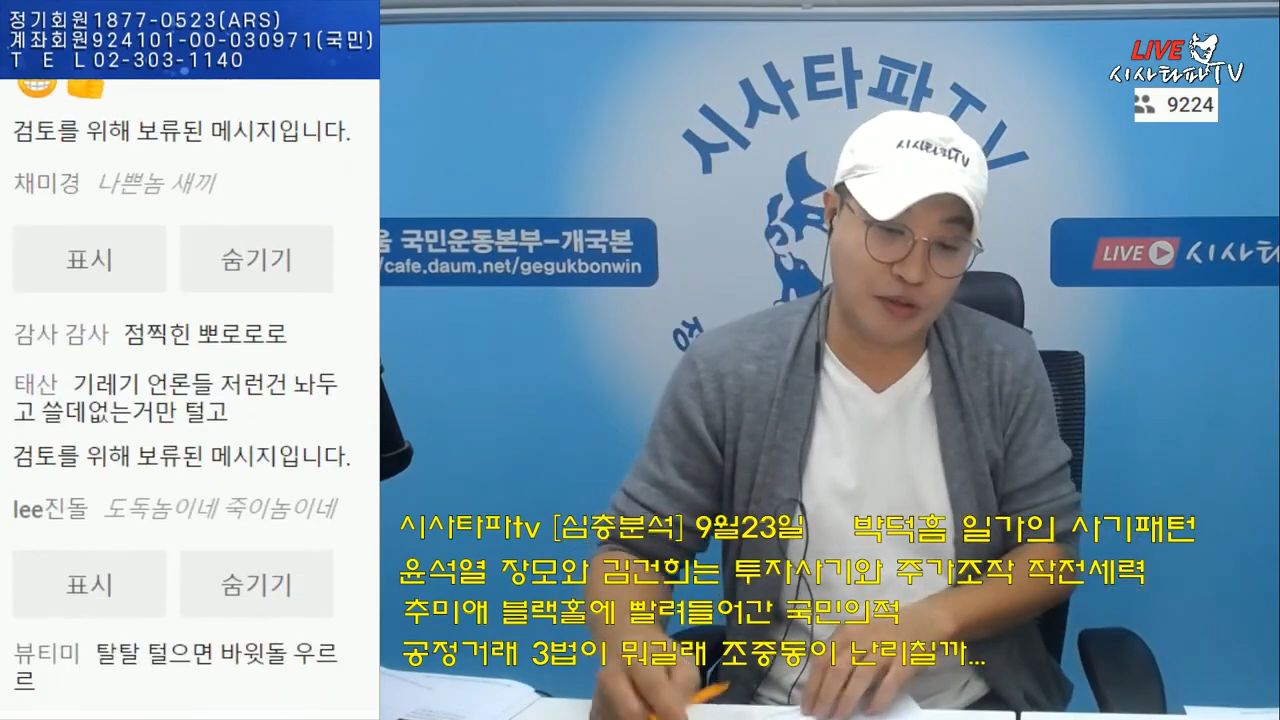 정기회원1877-0523(ARS)
계좌회원924101-00-030971(국민)
T E L 02-303-1140
검토를 위해 보류된 메시지입니다.
채미경 나쁜놈 새끼
표시 숨기기
감사 감사 점찍힌 뽀로로로
태산 기레기 언론들 저런건 놔두
고 쓸데없는거만 털고
검토를 위해 보류된 메시지입니다.
lee진돌 도독놈이네 죽이놈이네
표시 숨기기
뷰티미 탈탈 털으면 바윗돌 우르
르
LIVE
시사타파TV
9224
시사타파TV
시사타파TV
국민운동본부-개국본
/cafe.daum.net/gegukbonwin
LIVE 시사타
시사타파tv [심층분석] 9월23일 박덕흠 일가의 사기패턴
윤석열 장모와 김건희는 투자사기와 주가조작 작전세력
추미애 블랙홀에 빨려들어간 국민의적
공정거래 3법이 뭐길래 조중동이 난리칠까...